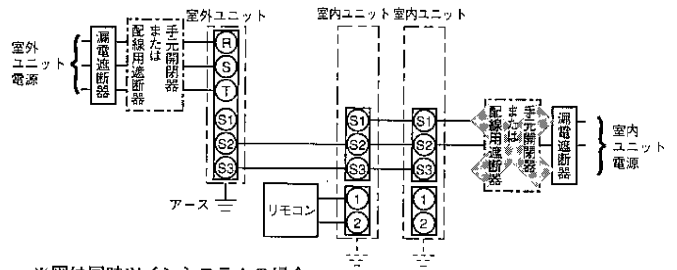 室外ユニット
室内ユニット 室内ユニット
室外
ユニット
電源
漏電遮断器
手元開閉器
または
配線用遮断器
R
S
T
S1
S2
S3
アース
リモコン
S1
S2
S3
1
2
S1
S2
S3
1
2
手元開閉器
または
配線用遮断器
漏電遮断器
室内
ユニット
電源